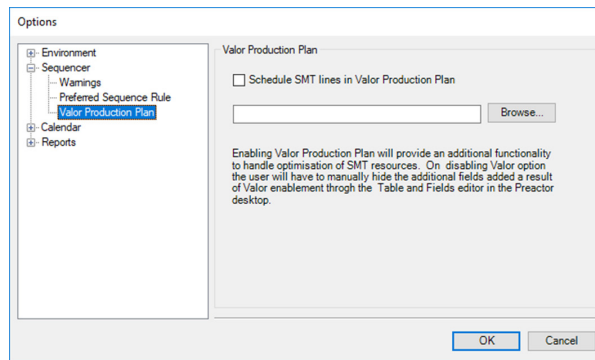 Options
Environment
Sequencer
Warnings
Preferred Sequence Rule
Valor Production Plan
Calendar
Reports
Valor Production Plan
Schedule SMT lines in Valor Production Plan
Browse...
Enabling Valor Production Plan will provide an additional functionality
to handle optimisation of SMT resources. On disabling Valor option
the user will have to manually hide the additional fields added a result
of Valor enablement throgh the Table and Fields editor in the Preactor
desktop.
OK
Cancel